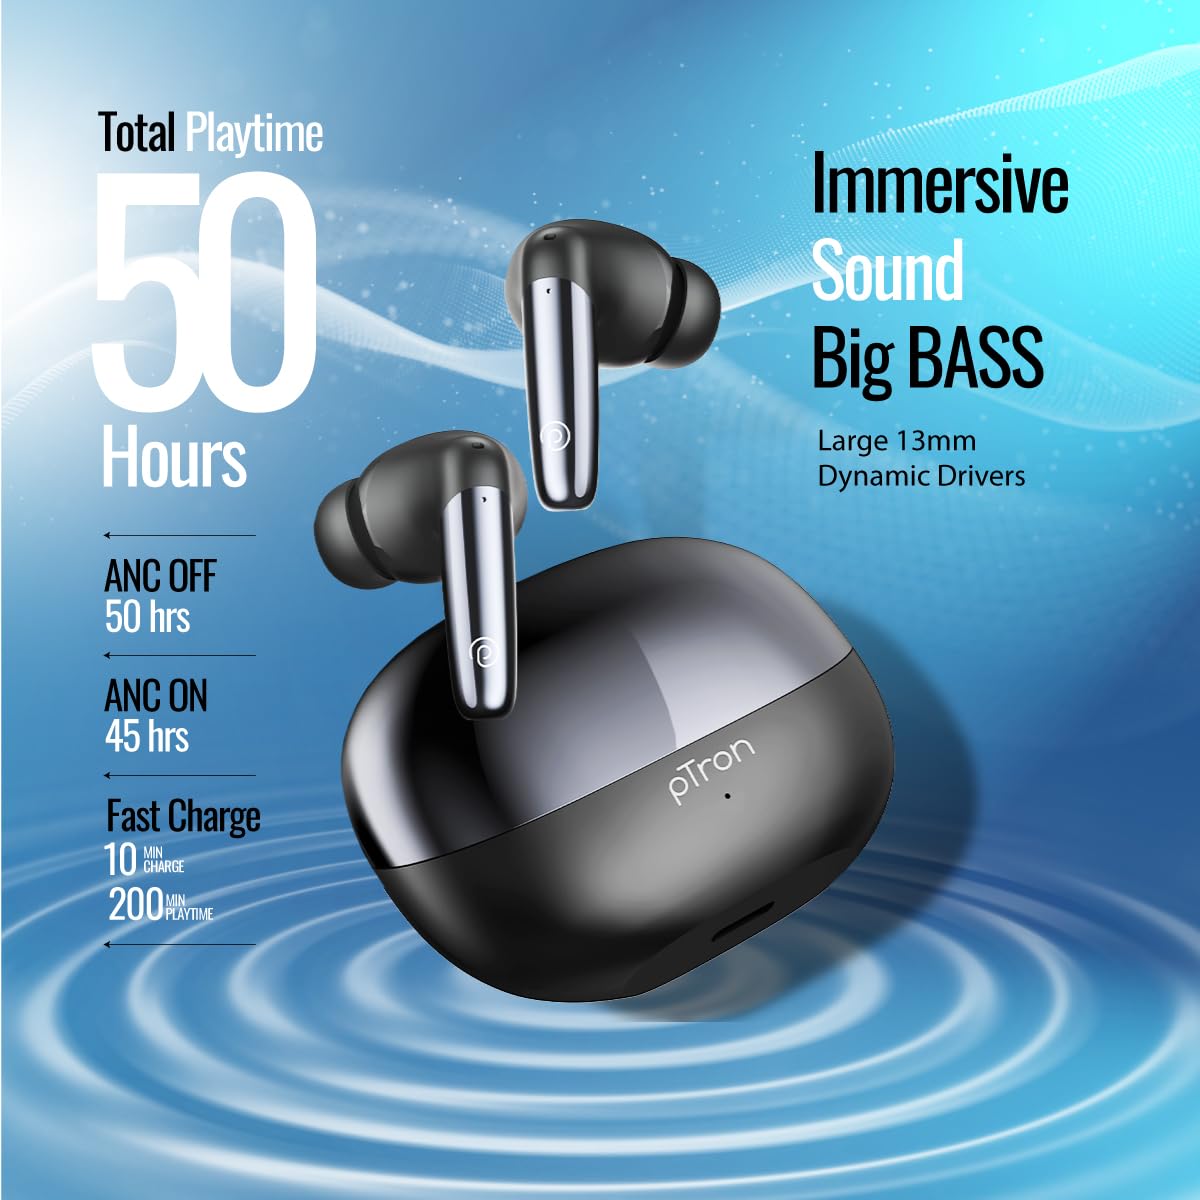 Total Playtime
50
Hours
ANC OFF
50 hrs
ANC ON
45 hrs
Fast Charge
10 MIN
CHARGE
200 MIN
PLAYTIME
Immersive
Sound
Big BASS
Large 13mm
Dynamic Drivers
pTron